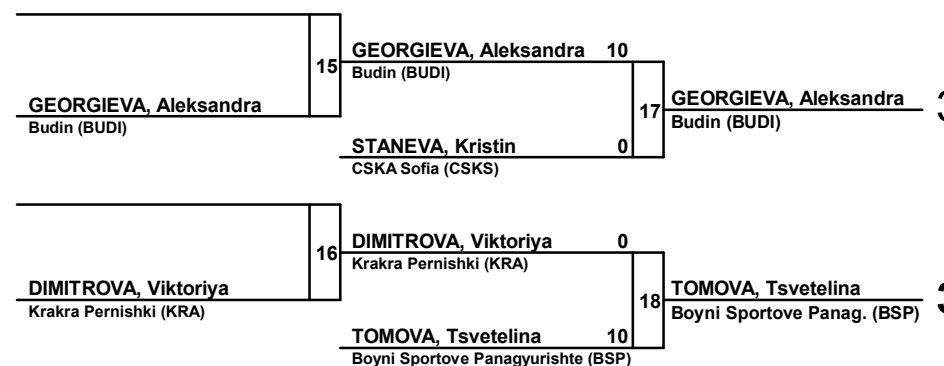 15
GEORGIEVA, Aleksandra 10
Budin (BUDI)
GEORGIEVA, Aleksandra
Budin (BUDI)
17
GEORGIEVA, Aleksandra
Budin (BUDI)
3
STANEVA, Kristin 0
CSKA Sofia (CSKS)
16
DIMITROVA, Viktoriya 0
Krakra Pernishki (KRA)
DIMITROVA, Viktoriya
Krakra Pernishki (KRA)
18
TOMOVA, Tsvetelina
Boyni Sportove Panag. (BSP)
3
TOMOVA, Tsvetelina 10
Boyni Sportove Panagyurishte (BSP)